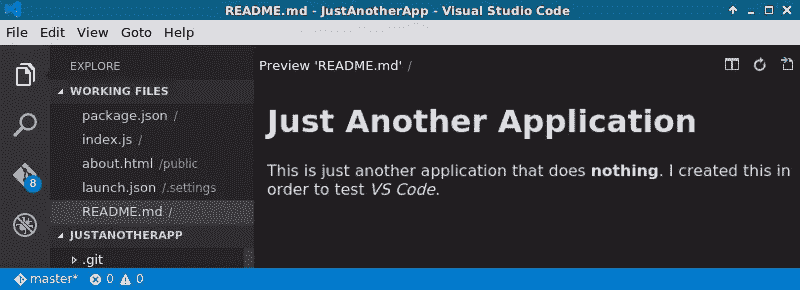 README.md - JustAnotherApp - Visual Studio Code
File Edit View Goto Help
EXPLORE
WORKING FILES
package.json /
index.js /
about.html /public
launch.json /.settings
README.md /
JUSTANOTHERAPP
.git
8
Preview 'README.md' /
Just Another Application
This is just another application that does nothing. I created this in
order to test VS Code.
master* 0 0